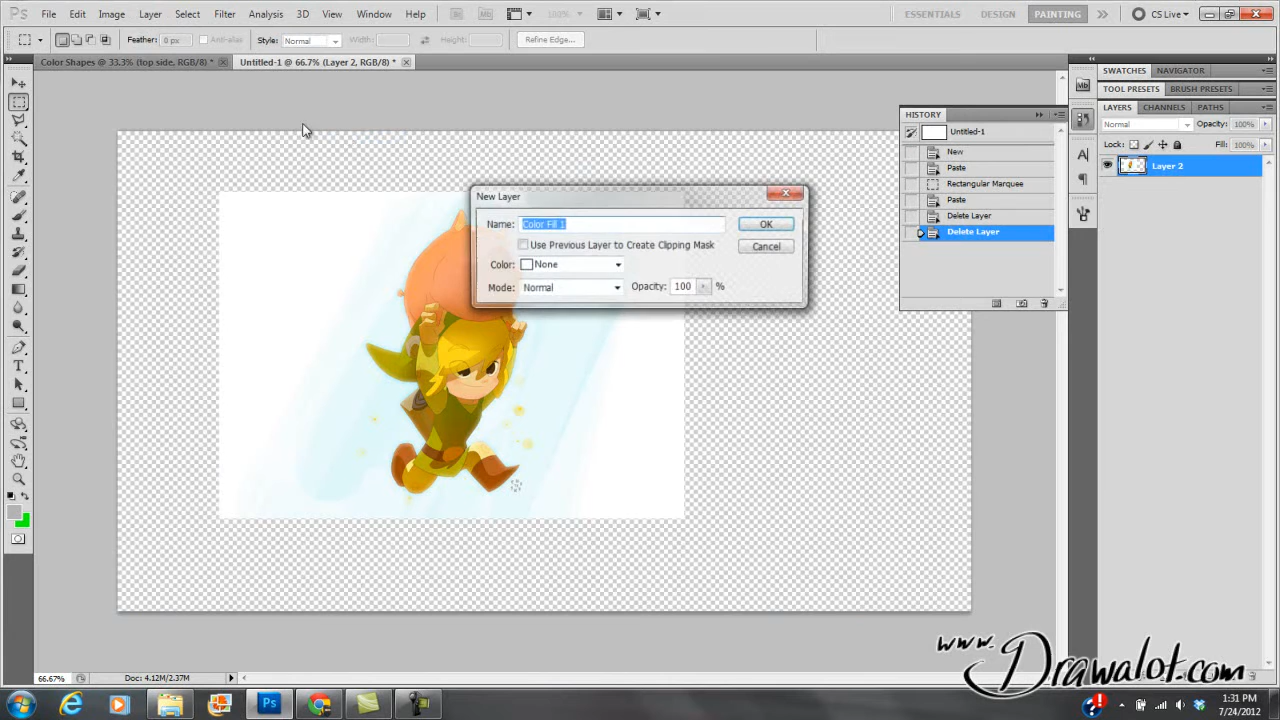 Ps File Edit Image Layer Select Filter Analysis 3D View Window Help Mb 100% ESSENTIALS DESIGN PAINTING CS Live
Feather: 0 px Anti-alias Style: Normal Width: Height: Refine Edge...
Color Shapes @ 33.3% (top side, RGB/8) * Untitled-1 @ 66.7% (Layer 2, RGB/8) *
SWATCHES NAVIGATOR
TOOL PRESETS BRUSH PRESETS
LAYERS CHANNELS PATHS
Normal Opacity: 100%
Lock: Fill: 100%
Layer 2
Mb
HISTORY
Untitled-1
New
Paste
Rectangular Marquee
Paste
Delete Layer
Delete Layer
New Layer
Name: Color Fill 1 OK
Use Previous Layer to Create Clipping Mask Cancel
Color: None
Mode: Normal Opacity: 100 %
66.67% Doc: 4.12M/2.37M
www.Drawalot.com
Ps
1:31 PM
7/24/2012